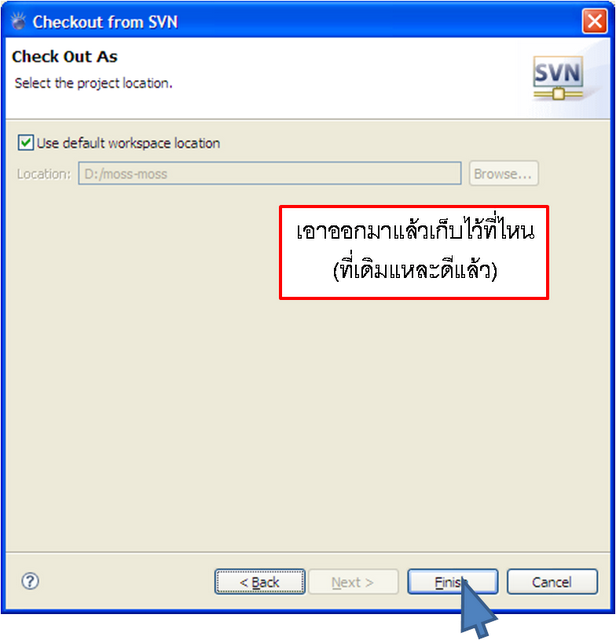 Checkout from SVN
Check Out As
Select the project location.
SVN
Use default workspace location
Location: D:/moss-moss Browse...
เอาออกมาแล้วเก็บไว้ที่ไหน
(ที่เดิมแหละดีแล้ว)
? < Back Next > Finish Cancel